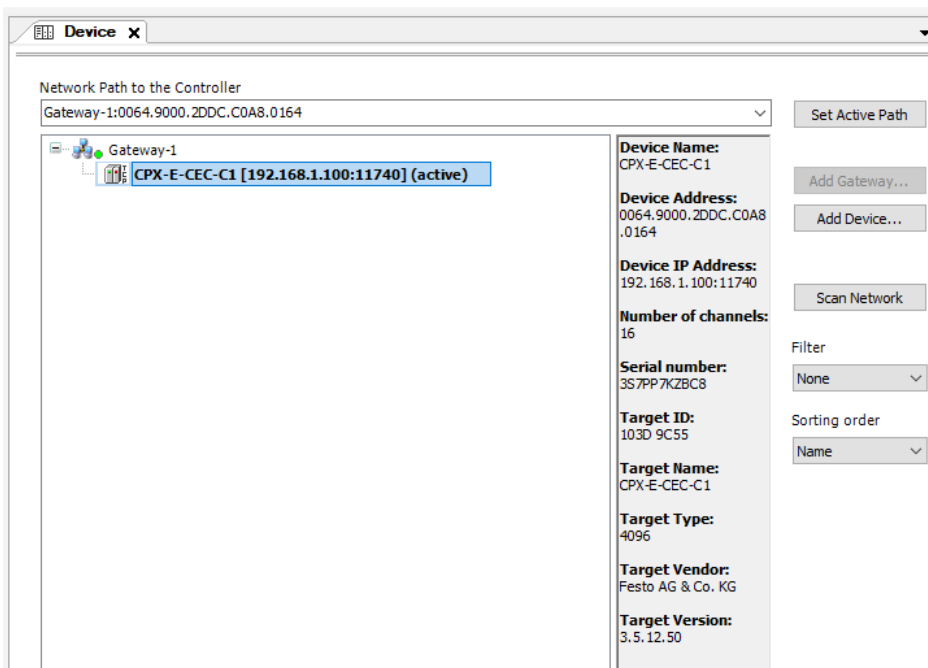 Device
Network Path to the Controller
Gateway-1:0064.9000.2DDC.C0A8.0164
Set Active Path
Gateway-1
CPX-E-CEC-C1 [192.168.1.100:11740] (active)
Device Name:
CPX-E-CEC-C1
Device Address:
0064.9000.2DDC.C0A8
.0164
Device IP Address:
192.168.1.100:11740
Number of channels:
16
Serial number:
3S7PP7KZBC8
Target ID:
103D 9C55
Target Name:
CPX-E-CEC-C1
Target Type:
4096
Target Vendor:
Festo AG & Co. KG
Target Version:
3.5.12.50
Add Gateway...
Add Device...
Scan Network
Filter
None
Sorting order
Name